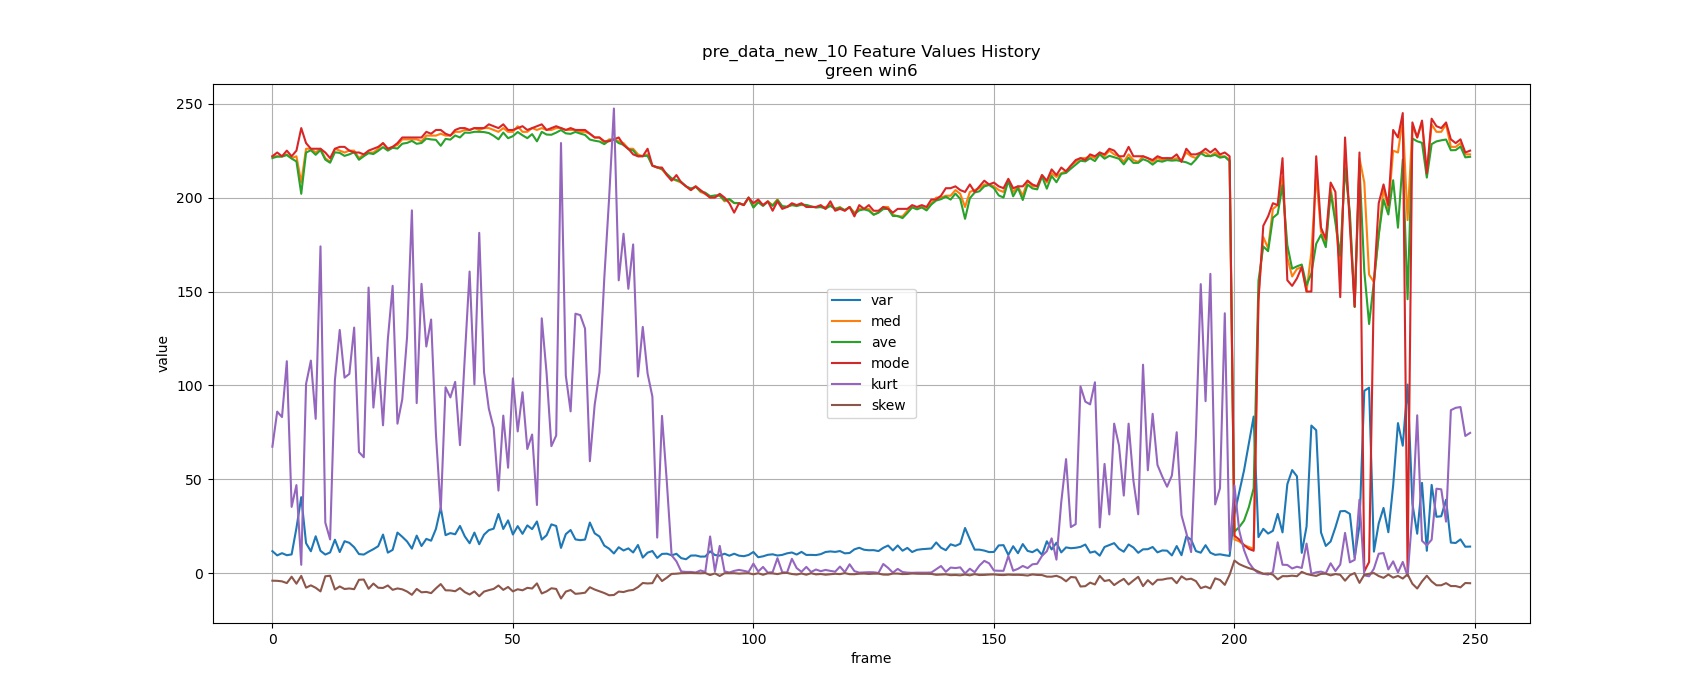 pre_data_new_10 Feature Values History
green win6
250
200
150
100
50
0
value
var
med
ave
mode
kurt
skew
0
50
100
150
200
250
frame